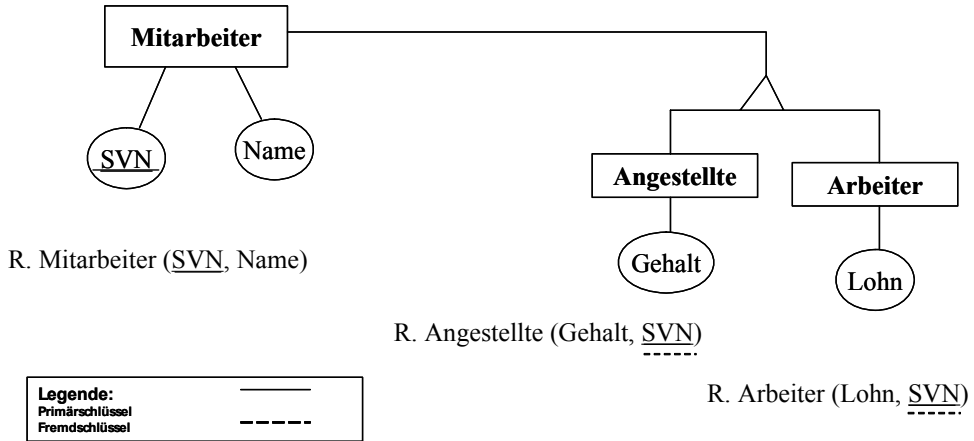 Mitarbeiter
SVN
Name
Angestellte
Arbeiter
R. Mitarbeiter (SVN, Name)
Gehalt
Lohn
R. Angestellte (Gehalt, SVN)
R. Arbeiter (Lohn, SVN)
Legende:
Primärschlüssel
Fremdschlüssel